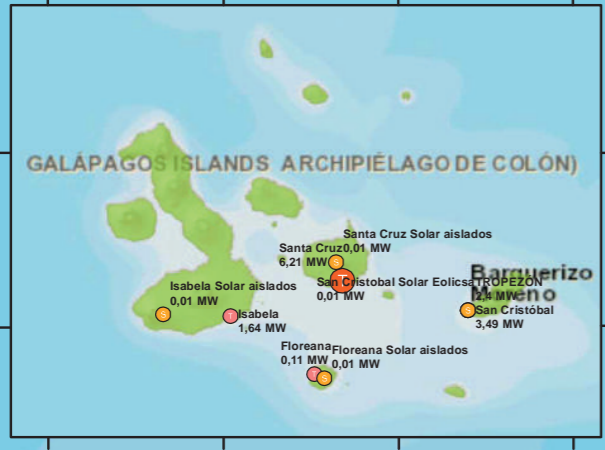 GALÁPAGOS ISLANDS ARCHIPIÉLAGO DE COLÓN)
Santa Cruz Solar aislados
Santa Cruz 0,01 MW
6,21 MW
S
T
Isabela Solar aislados
0,01 MW
S
T
Isabela
1,64 MW
San Cristobal Solar Eolicsa TROPEZÓN
0,01 MW
2,4 MW
Barquerizo
Moreno
S
San Cristóbal
3,49 MW
Floreana
0,11 MW
T
S
Floreana Solar aislados
0,01 MW